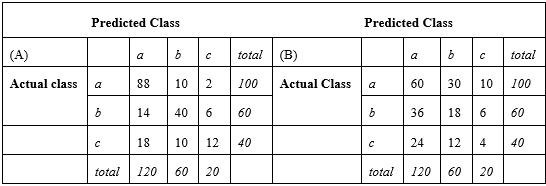 Predicted Class Predicted Class
(A) a b c total (B) a b c total
Actual class a 88 10 2 100 Actual Class a 60 30 10 100
b 14 40 6 60 b 36 18 6 60
c 18 10 12 40 c 24 12 4 40
total 120 60 20 total 120 60 20